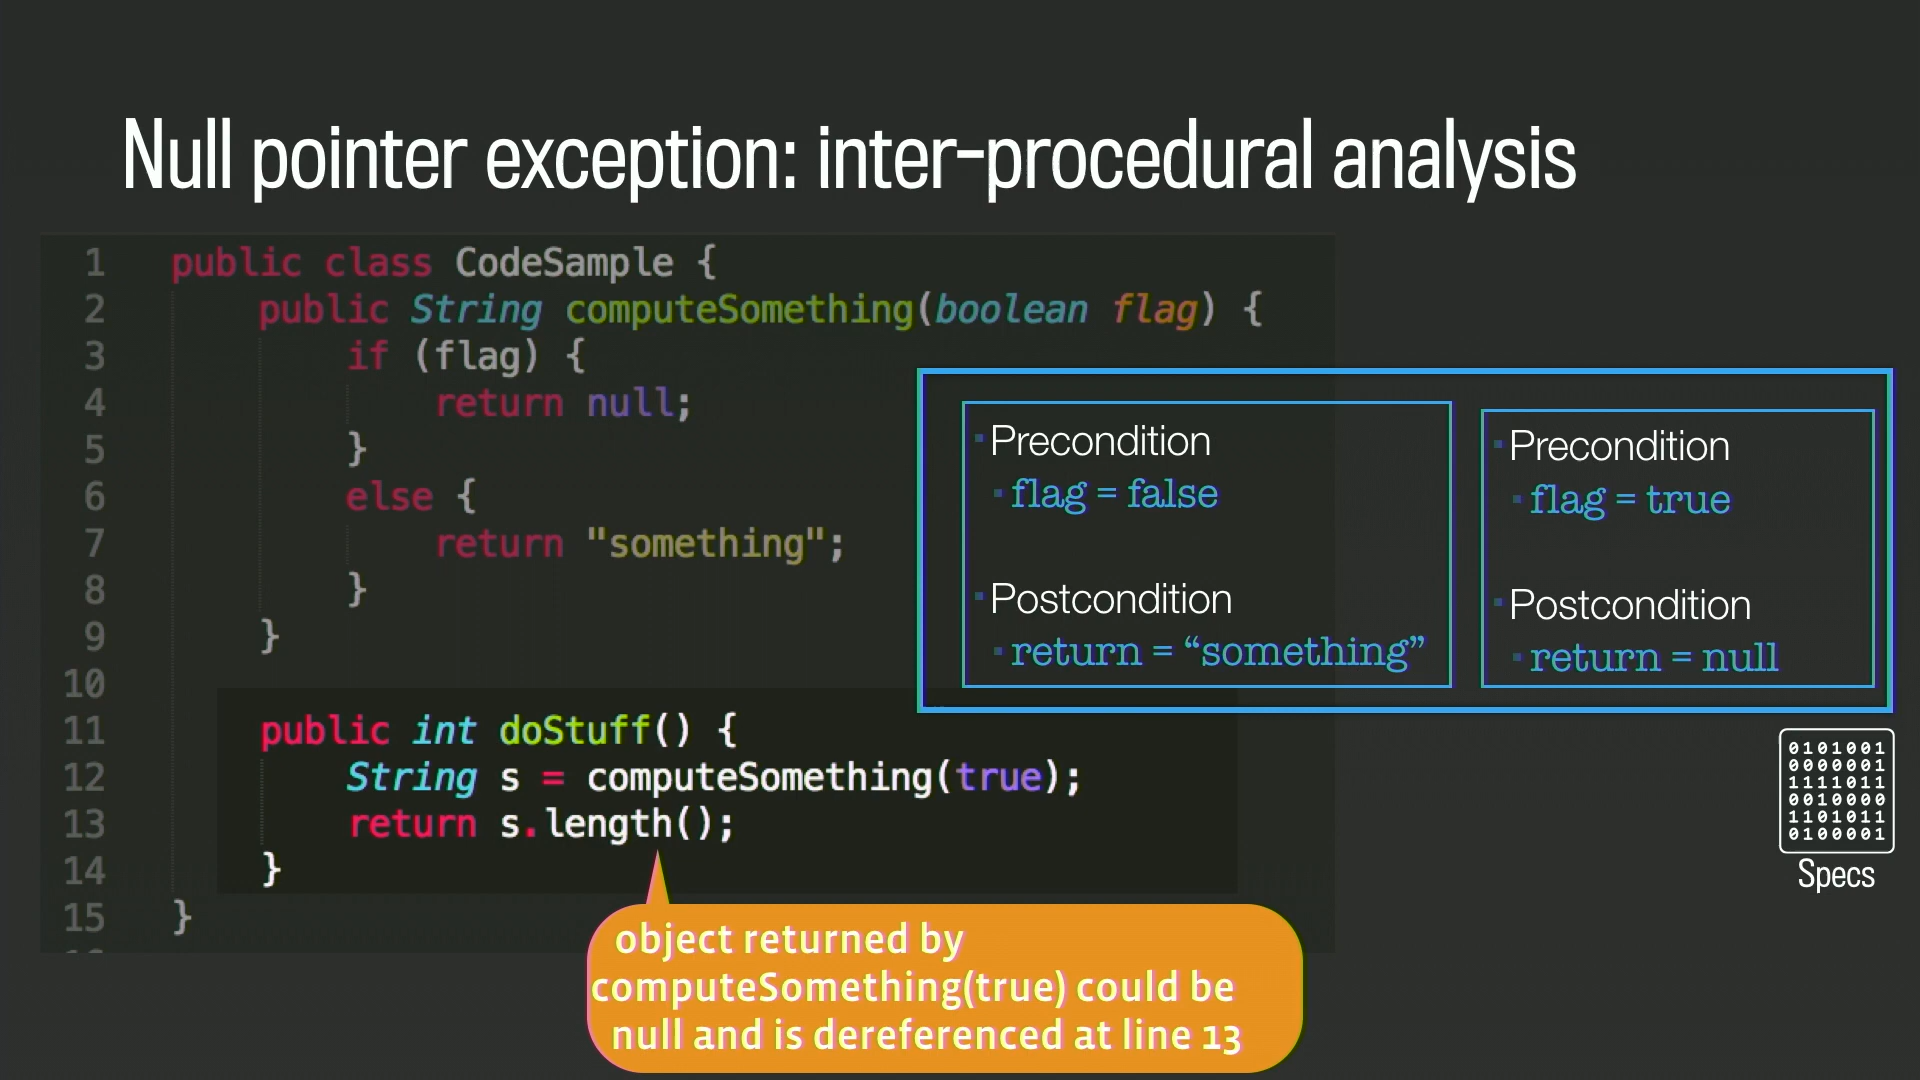 Null pointer exception: inter-procedural analysis
1 public class CodeSample {
2 public String computeSomething(boolean flag) {
3 if (flag) {
4 return null;
5 }
6 else {
7 return "something";
8 }
9 }
10
11 public int doStuff() {
12 String s = computeSomething(true);
13 return s.length();
14 }
15 }
Precondition
flag = false
Postcondition
return = “something”
Precondition
flag = true
Postcondition
return = null
0101001
0000001
1111011
0010000
1101011
0100001
Specs
object returned by
computeSomething(true) could be
null and is dereferenced at line 13